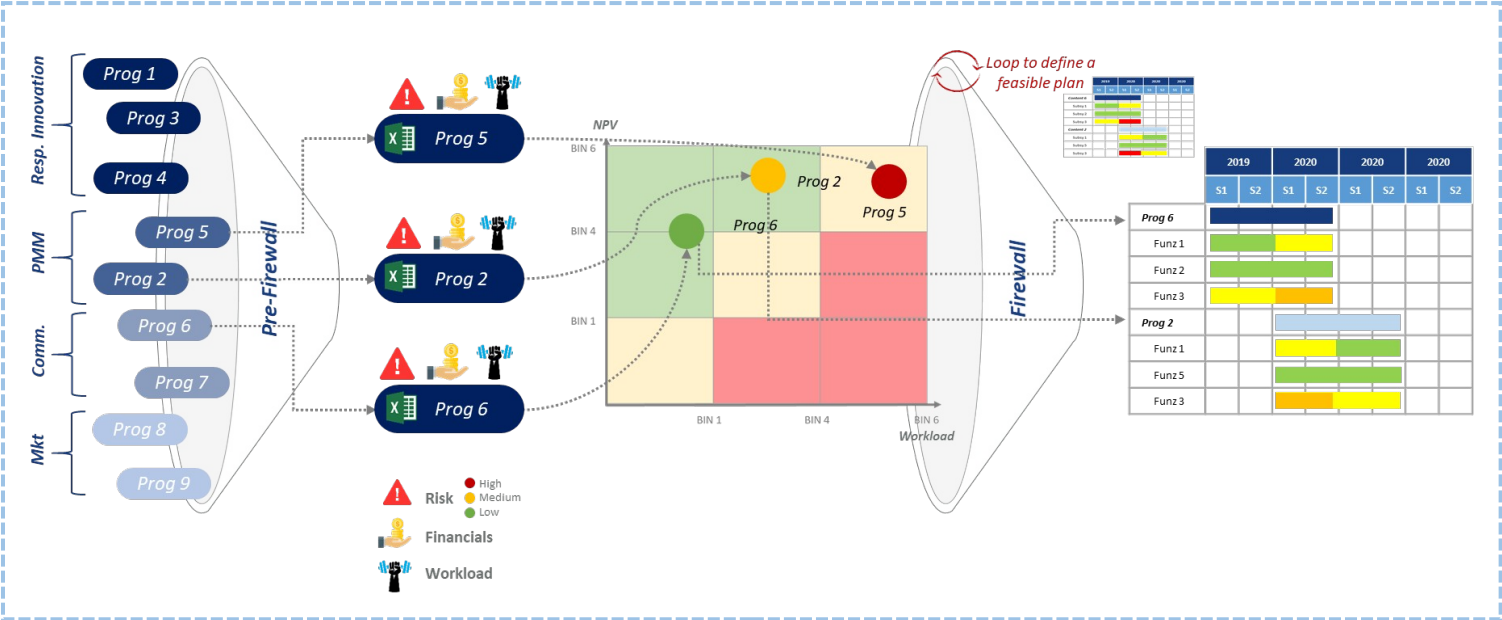 Resp. Innovation
Prog 1
Prog 3
Prog 4
PMM
Prog 5
Prog 2
Comm.
Prog 6
Prog 7
Mkt
Prog 8
Prog 9
Pre-Firewall
Prog 5
Prog 2
Prog 6
Risk
High
Medium
Low
Financials
Workload
NPV
BIN 6
BIN 4
BIN 1
Prog 2
Prog 5
Prog 6
BIN 1
BIN 4
BIN 6
Workload
Firewall
Loop to define a
feasible plan
2019 2020 2020 2020
S1 S2 S1 S2 S1 S2 S1 S2
Prog 6
Funz 1
Funz 2
Funz 3
Prog 2
Funz 1
Funz 5
Funz 3